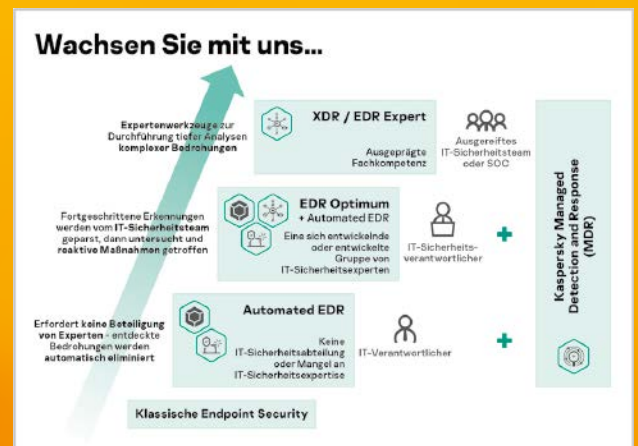 Wachsen Sie mit uns...
Expertenwerkzeuge zur
Durchführung tiefer Analysen
komplexer Bedrohungen
XDR / EDR Expert
Ausgeprägte
Fachkompetenz
Ausgereiftes
IT-Sicherheitsteam
oder SOC
Fortgeschrittene Erkennungen
werden vom IT-Sicherheitsteam
geparst, dann untersucht und
reaktive Maßnahmen getroffen
EDR Optimum
+ Automated EDR
Eine sich entwickelnde
oder entwickelte
Gruppe von
IT-Sicherheitsexperten
IT-Sicherheits-
verantwortlicher
+
Erfordert keine Beteiligung
von Experten - entdeckte
Bedrohungen werden
automatisch eliminiert
Automated EDR
Keine
IT-Sicherheitsabteilung
oder Mangel an
IT-Sicherheitsexpertise
IT-Verantwortlicher
+
Kaspersky Managed
Detection and Response
(MDR)
Klassische Endpoint Security